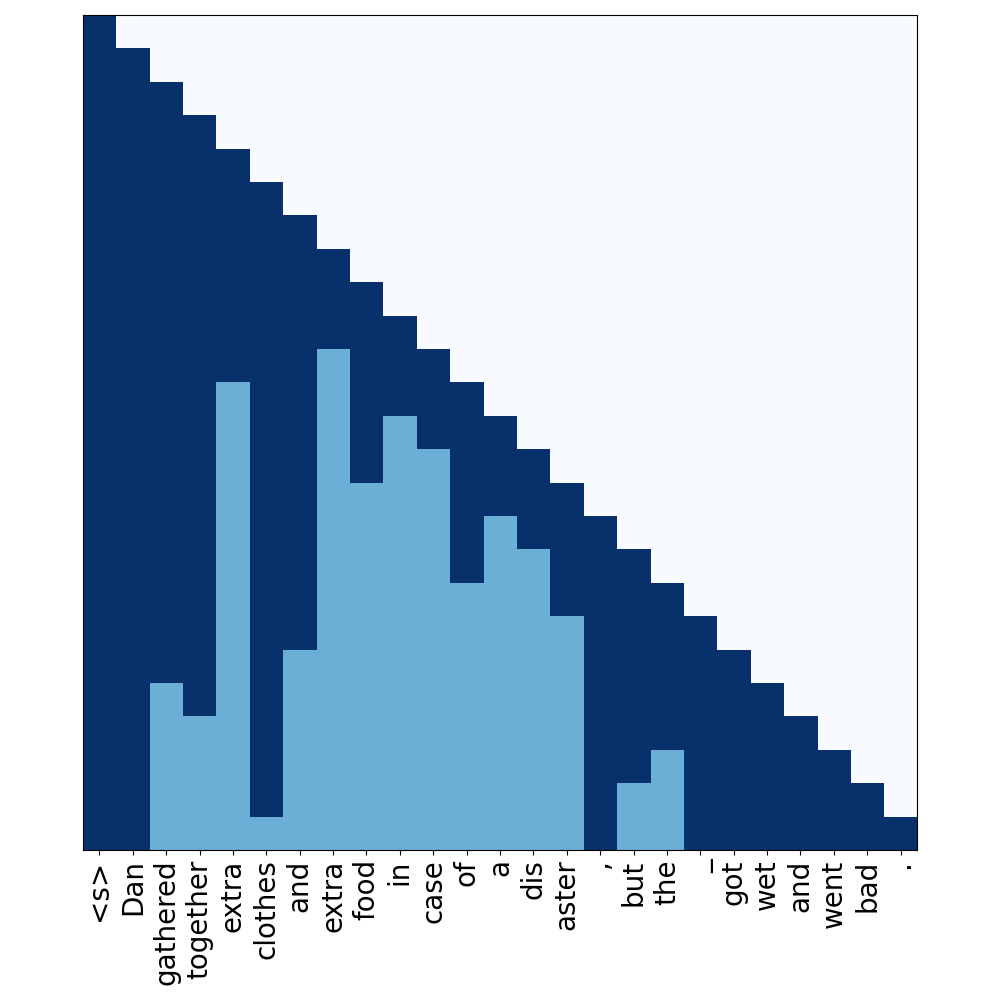 <s> Dan gathered together extra clothes and extra food in case of a dis aster , but the _ got wet and went bad .